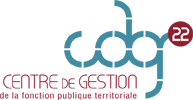 cdg 22
CENTRE DE GESTION
de la fonction publique territoriale